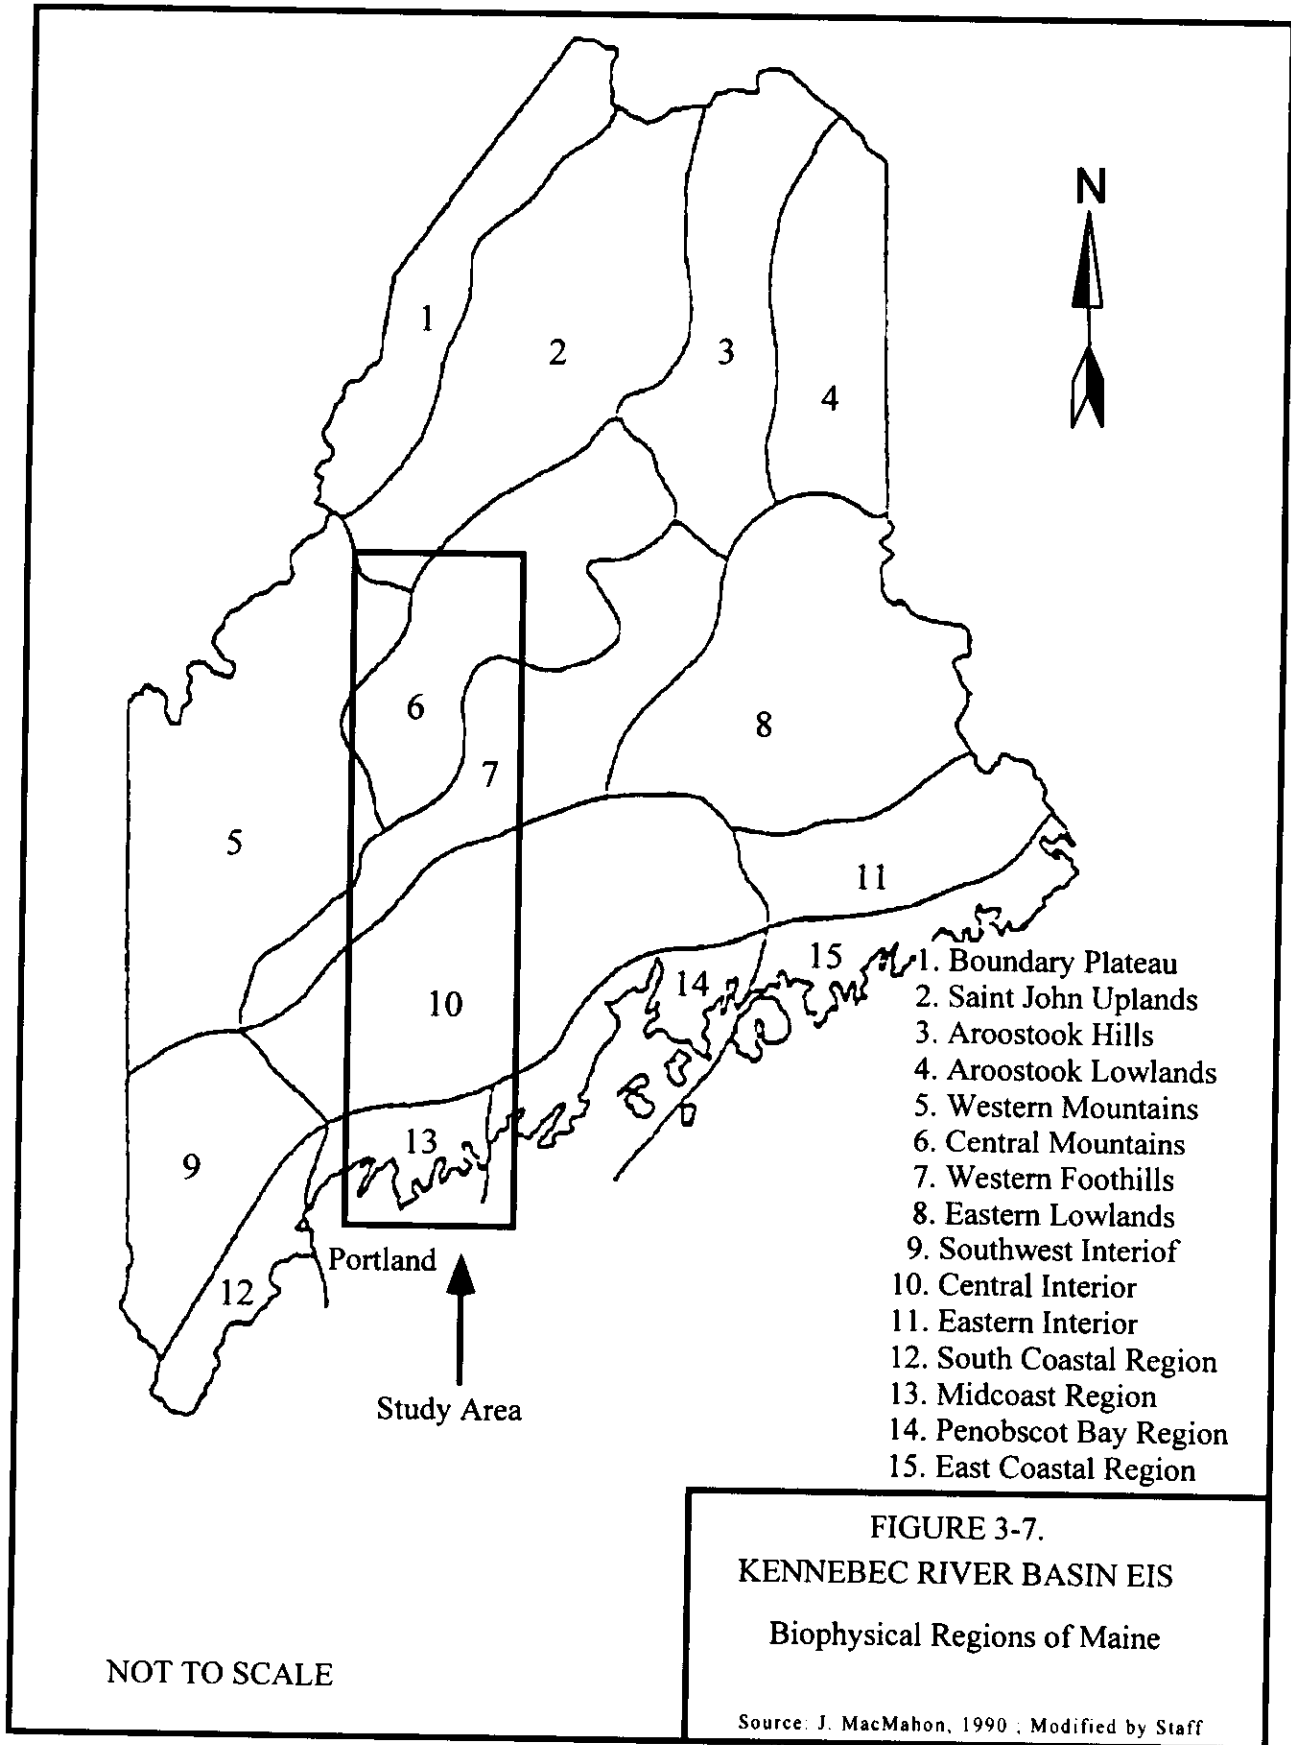 N
1
2
3
4
6
8
7
5
11
15
14
10
13
9
12
Portland
Study Area
1. Boundary Plateau
2. Saint John Uplands
3. Aroostook Hills
4. Aroostook Lowlands
5. Western Mountains
6. Central Mountains
7. Western Foothills
8. Eastern Lowlands
9. Southwest Interiof
10. Central Interior
11. Eastern Interior
12. South Coastal Region
13. Midcoast Region
14. Penobscot Bay Region
15. East Coastal Region
NOT TO SCALE
FIGURE 3-7.
KENNEBEC RIVER BASIN EIS
Biophysical Regions of Maine
Source: J. MacMahon, 1990 ; Modified by Staff